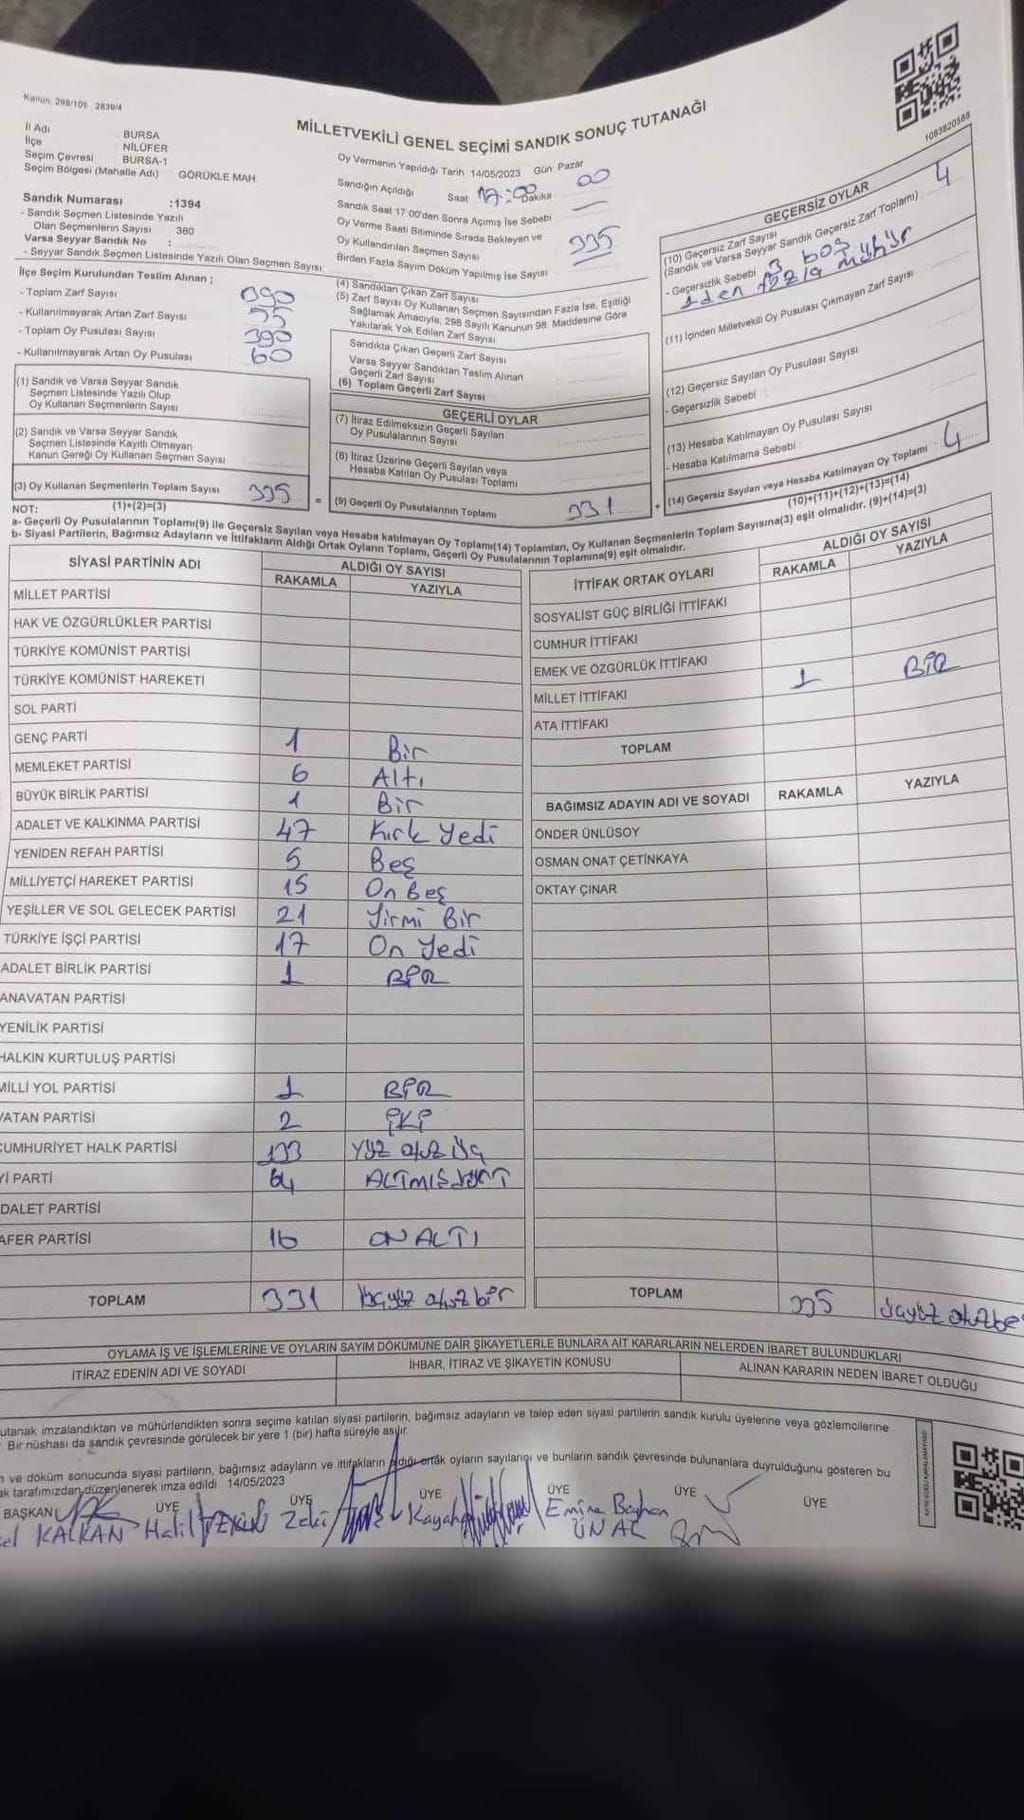 Kanun: 298/105 2839/4
MİLLETVEKİLİ GENEL SEÇİMİ SANDIK SONUÇ TUTANAĞI
1083820568
İl Adı BURSA
İlçe : NİLÜFER
Seçim Çevresi BURSA-1
Seçim Bölgesi (Mahalle Adı) GÖRÜKLE MAH.
Sandık Numarası :1394
- Sandık Seçmen Listesinde Yazılı
Olan Seçmenlerin Sayısı 380
Varsa Seyyar Sandık No :
- Seyyar Sandık Seçmen Listesinde Yazılı Olan Seçmen Sayısı:
İlçe Seçim Kurulundan Teslim Alınan ;
- Toplam Zarf Sayısı 390
- Kullanılmayarak Artan Zarf Sayısı
- Toplam Oy Pusulası Sayısı 390
- Kullanılmayarak Artan Oy Pusulası 60
(1) Sandık ve Varsa Seyyar Sandık
Seçmen Listesinde Yazılı Olup
Oy Kullanan Seçmenlerin Sayısı
(2) Sandık ve Varsa Seyyar Sandık
Seçmen Listesinde Kayıtlı Olmayan
Kanun Gereği Oy Kullanan Seçmen Sayısı
(3) Oy Kullanan Seçmenlerin Toplam Sayısı 335
(1)+(2)=(3)
Oy Vermenin Yapıldığı Tarih 14/05/2023 Gün Pazar
Sandığın Açıldığı Saat 17:00 Dakika 00
Sandık Saat 17:00'den Sonra Açımış İse Sebebi —
Oy Verme Saati Bitiminde Sırada Bekleyen ve
Oy Kullandırılan Seçmen Sayısı 335
Birden Fazla Sayım Döküm Yapılmış İse Sayısı —
(4) Sandıktan Çıkan Zarf Sayısı
(5) Zarf Sayısı Oy Kullanan Seçmen Sayısından Fazla İse, Eşitliği
Sağlamak Amacıyla, 298 Sayılı Kanunun 98. Maddesine Göre
Yakılarak Yok Edilen Zarf Sayısı
Sandıkta Çıkan Geçerli Zarf Sayısı
Varsa Seyyar Sandıktan Teslim Alınan
Geçerli Zarf Sayısı
(6) Toplam Geçerli Zarf Sayısı
GEÇERLİ OYLAR
(7) İtiraz Edilmeksizin Geçerli Sayılan
Oy Pusulalarının Sayısı
(8) İtiraz Üzerine Geçerli Sayılan veya
Hesaba Katılan Oy Pusulası Toplamı
= (9) Geçerli Oy Pusulalarının Toplamı 331
GEÇERSİZ OYLAR
(10) Geçersiz Zarf Sayısı 4
(Sandık ve Varsa Seyyar Sandık Geçersiz Zarf Toplamı)
- Geçersizlik Sebebi 3 boş
1den fazla mühür
(11) İçinden Milletvekili Oy Pusulası Çıkmayan Zarf Sayısı
(12) Geçersiz Sayılan Oy Pusulası Sayısı
- Geçersizlik Sebebi :
(13) Hesaba Katılmayan Oy Pusulası Sayısı
- Hesaba Katılmama Sebebi :
+ (14) Geçersiz Sayılan veya Hesaba Katılmayan Oy Toplamı 4
(10)+(11)+(12)+(13)=(14)
NOT:
a- Geçerli Oy Pusulalarının Toplamı(9) ile Geçersiz Sayılan veya Hesaba katılmayan Oy Toplamı(14) Toplamları, Oy Kullanan Seçmenlerin Toplam Sayısına(3) eşit olmalıdır. (9)+(14)=(3)
b- Siyasi Partilerin, Bağımsız Adayların ve İttifakların Aldığı Ortak Oyların Toplamı, Geçerli Oy Pusulalarının Toplamına(9) eşit olmalıdır.
SİYASİ PARTİNİN ADI ALDIĞI OY SAYISI
RAKAMLA YAZIYLA
MİLLET PARTİSİ
HAK VE ÖZGÜRLÜKLER PARTİSİ
TÜRKİYE KOMÜNİST PARTİSİ
TÜRKİYE KOMÜNİST HAREKETİ
SOL PARTİ
GENÇ PARTİ 1 Bir
MEMLEKET PARTİSİ 6 Altı
BÜYÜK BİRLİK PARTİSİ 1 Bir
ADALET VE KALKINMA PARTİSİ 47 Kırk Yedi
YENİDEN REFAH PARTİSİ 5 Beş
MİLLİYETÇİ HAREKET PARTİSİ 15 On Beş
YEŞİLLER VE SOL GELECEK PARTİSİ 21 Yirmi Bir
TÜRKİYE İŞÇİ PARTİSİ 17 On Yedi
ADALET BİRLİK PARTİSİ 1 BİR
ANAVATAN PARTİSİ
YENİLİK PARTİSİ
HALKIN KURTULUŞ PARTİSİ
MİLLİ YOL PARTİSİ 1 BİR
VATAN PARTİSİ 2 İKİ
CUMHURİYET HALK PARTİSİ 133 Yüz otuz üç
Yİ PARTİ 64 ALTMIŞ DÖRT
DALET PARTİSİ
AFER PARTİSİ 16 ON ALTI
TOPLAM 331 Üçyüz otuz bir
İTTİFAK ORTAK OYLARI ALDIĞI OY SAYISI
RAKAMLA YAZIYLA
SOSYALİST GÜÇ BİRLİĞİ İTTİFAKI
CUMHUR İTTİFAKI
EMEK VE ÖZGÜRLÜK İTTİFAKI
MİLLET İTTİFAKI 1 BİR
ATA İTTİFAKI
TOPLAM
BAĞIMSIZ ADAYIN ADI VE SOYADI RAKAMLA YAZIYLA
ÖNDER ÜNLÜSOY
OSMAN ONAT ÇETİNKAYA
OKTAY ÇINAR
TOPLAM 335 Üçyüz otuzbe
OYLAMA İŞ VE İŞLEMLERİNE VE OYLARIN SAYIM DÖKÜMÜNE DAİR ŞİKAYETLERLE BUNLARA AİT KARARLARIN NELERDEN İBARET BULUNDUKLARI
İTİRAZ EDENİN ADI VE SOYADI İHBAR, İTİRAZ VE ŞİKAYETİN KONUSU ALINAN KARARIN NEDEN İBARET OLDUĞU
utanak imzalandıktan ve mühürlendikten sonra seçime katılan siyasi partilerin, bağımsız adayların ve talep eden siyasi partilerin sandık kurulu üyelerine veya gözlemcilerine
Bir nüshası da sandık çevresinde görülecek bir yere 1 (bir) hafta süreyle asılır.
ve döküm sonucunda siyasi partilerin, bağımsız adayların ve ittifakların aldığı ortak oyların sayılarını ve bunların sandık çevresinde bulunanlara duyrulduğunu gösteren bu
ak tarafımızdan düzenlenerek imza edildi. 14/05/2023
BAŞKAN ÜYE ÜYE ÜYE ÜYE ÜYE ÜYE
el KALKAN Halil Zeki Emine Beyhan
ÜNAL